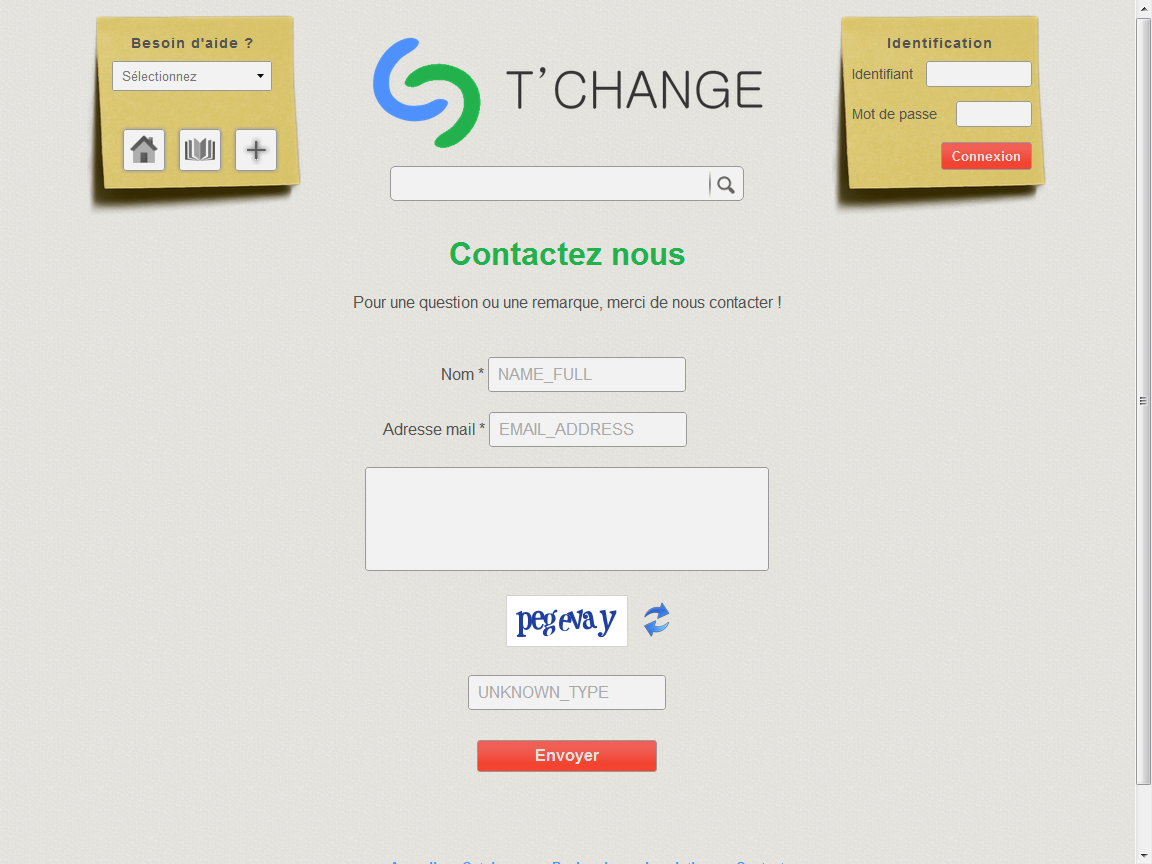 Besoin d'aide ?
Sélectionnez
T'CHANGE
Identification
Identifiant
Mot de passe
Connexion
Contactez nous
Pour une question ou une remarque, merci de nous contacter !
Nom * NAME_FULL
Adresse mail * EMAIL_ADDRESS
pegevay
UNKNOWN_TYPE
Envoyer